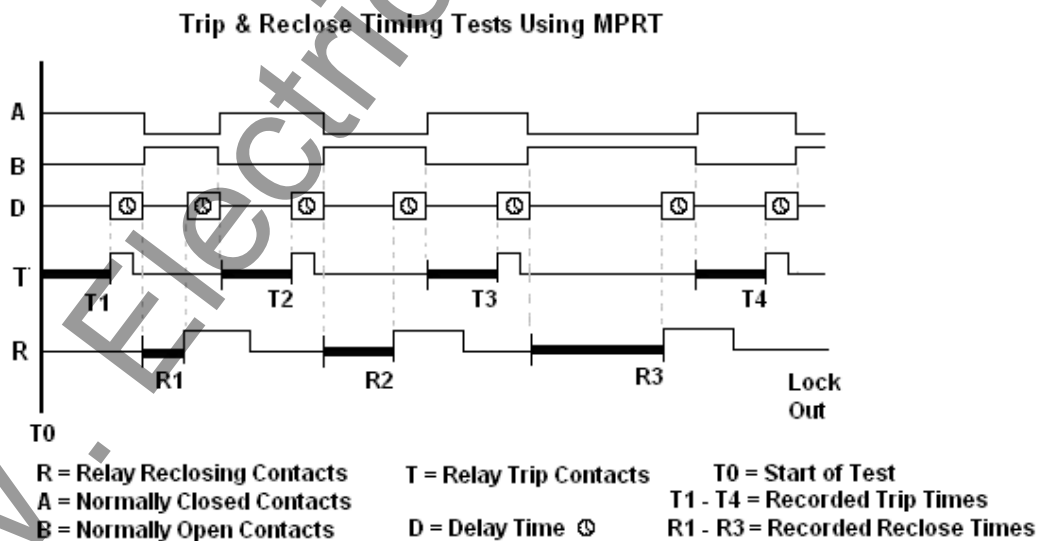 Trip & Reclose Timing Tests Using MPRT
A
B
D
T
T1
T2
T3
T4
R
R1
R2
R3
Lock
Out
T0
R = Relay Reclosing Contacts
T = Relay Trip Contacts
T0 = Start of Test
A = Normally Closed Contacts
T1 - T4 = Recorded Trip Times
B = Normally Open Contacts
D = Delay Time
R1 - R3 = Recorded Reclose Times
. Electric